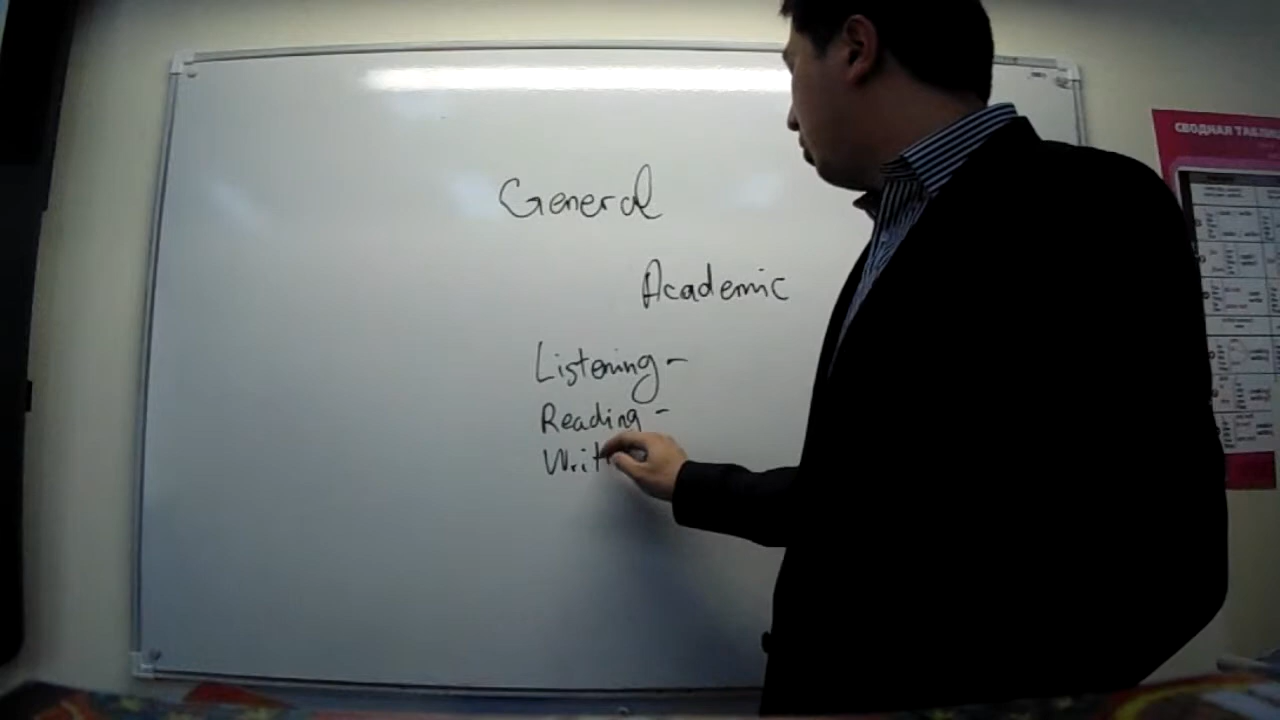 General
Academic
Listening -
Reading -
Writ
СВОДНАЯ ТАБЛИ